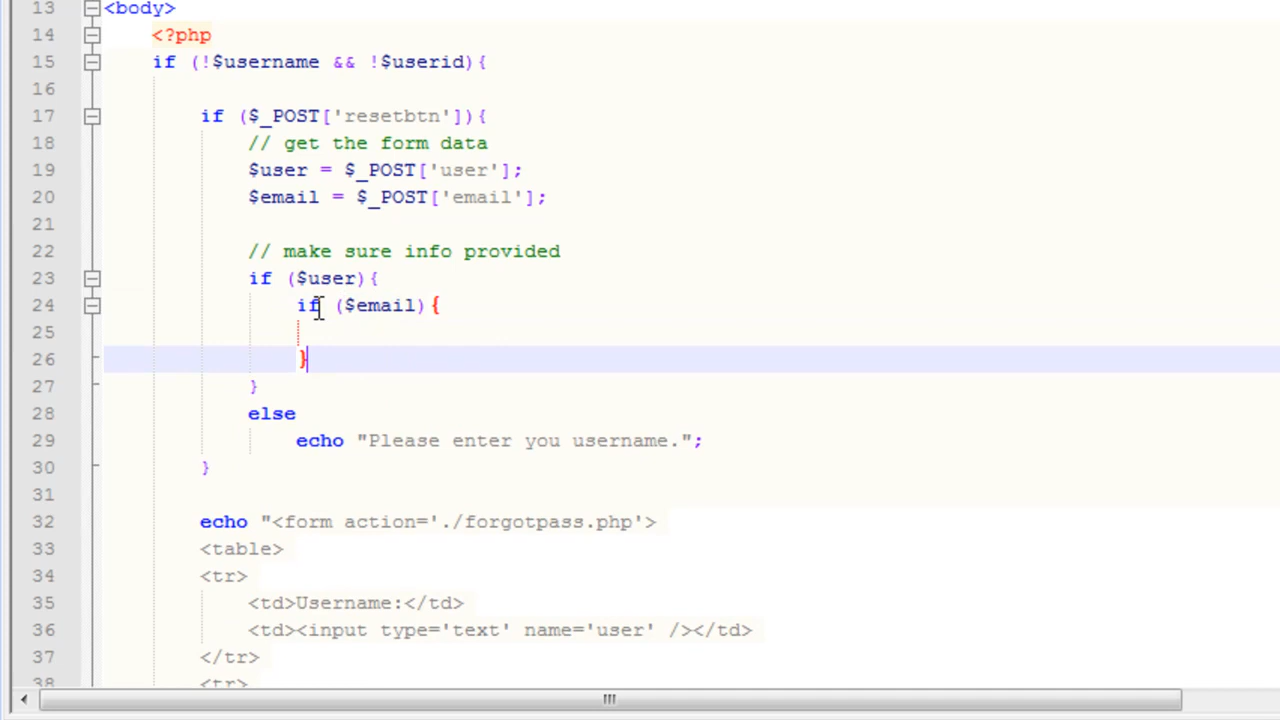 13 <body>
14 <?php
15 if (!$username && !$userid){
16
17 if ($_POST['resetbtn']){
18 // get the form data
19 $user = $_POST['user'];
20 $email = $_POST['email'];
21
22 // make sure info provided
23 if ($user){
24 if ($email){
25
26 }
27 }
28 else
29 echo "Please enter you username.";
30 }
31
32 echo "<form action='./forgotpass.php'>
33 <table>
34 <tr>
35 <td>Username:</td>
36 <td><input type='text' name='user' /></td>
37 </tr>
38 <tr>